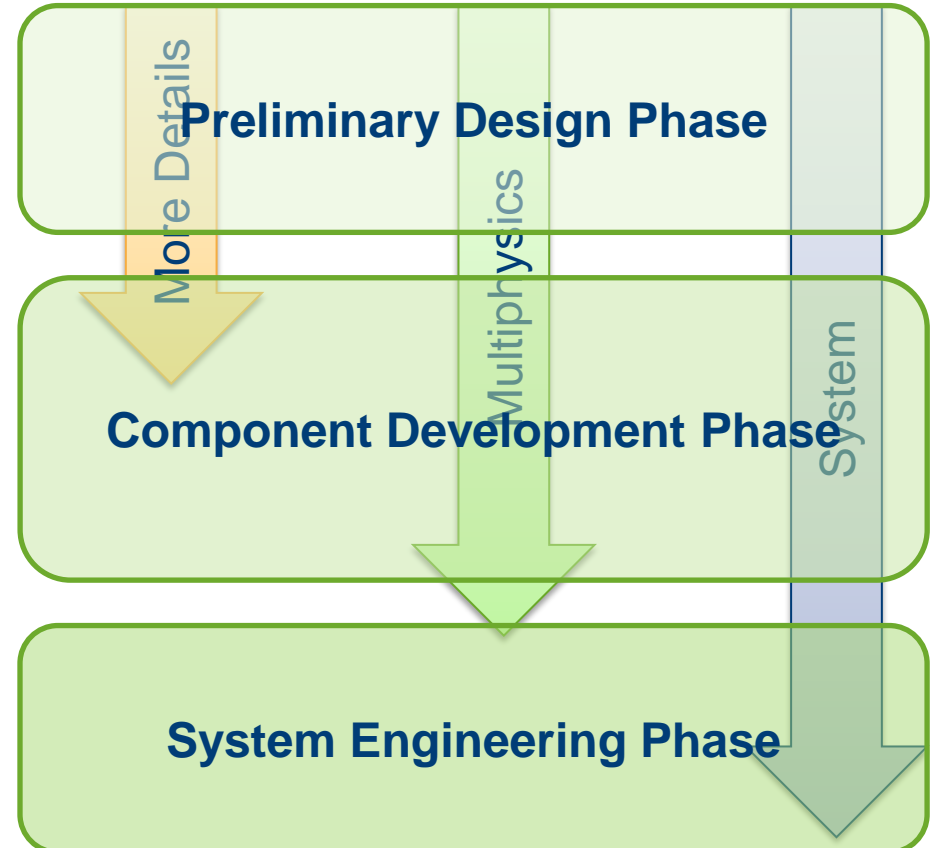 More Details
Preliminary Design Phase
Multiphysics
System
Component Development Phase
System Engineering Phase